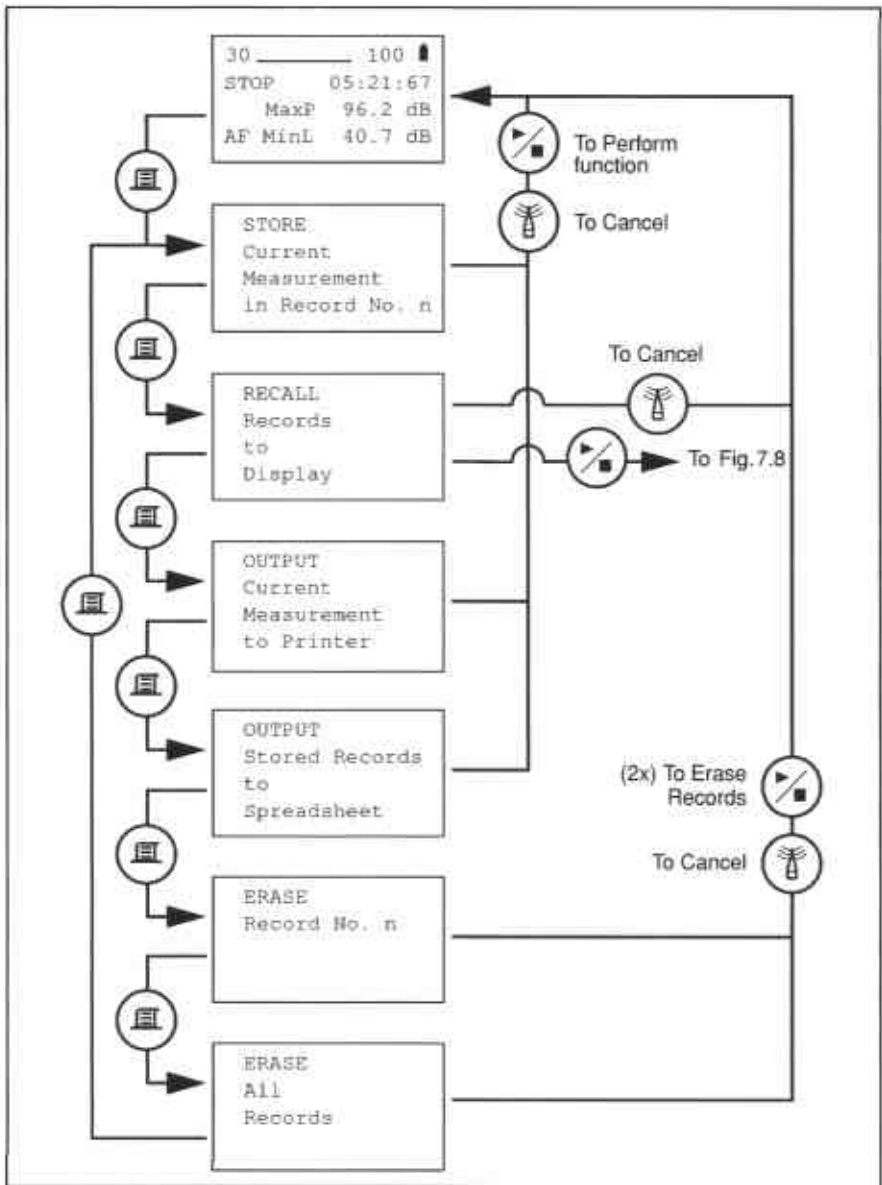 30 100
STOP 05:21:67
MaxP 96.2 dB
AF MinL 40.7 dB
To Perform
function
To Cancel
STORE
Current
Measurement
in Record No. n
To Cancel
RECALL
Records
to
Display
To Fig.7.8
OUTPUT
Current
Measurement
to Printer
OUTPUT
Stored Records
to
Spreadsheet
(2x) To Erase
Records
To Cancel
ERASE
Record No. n
ERASE
All
Records